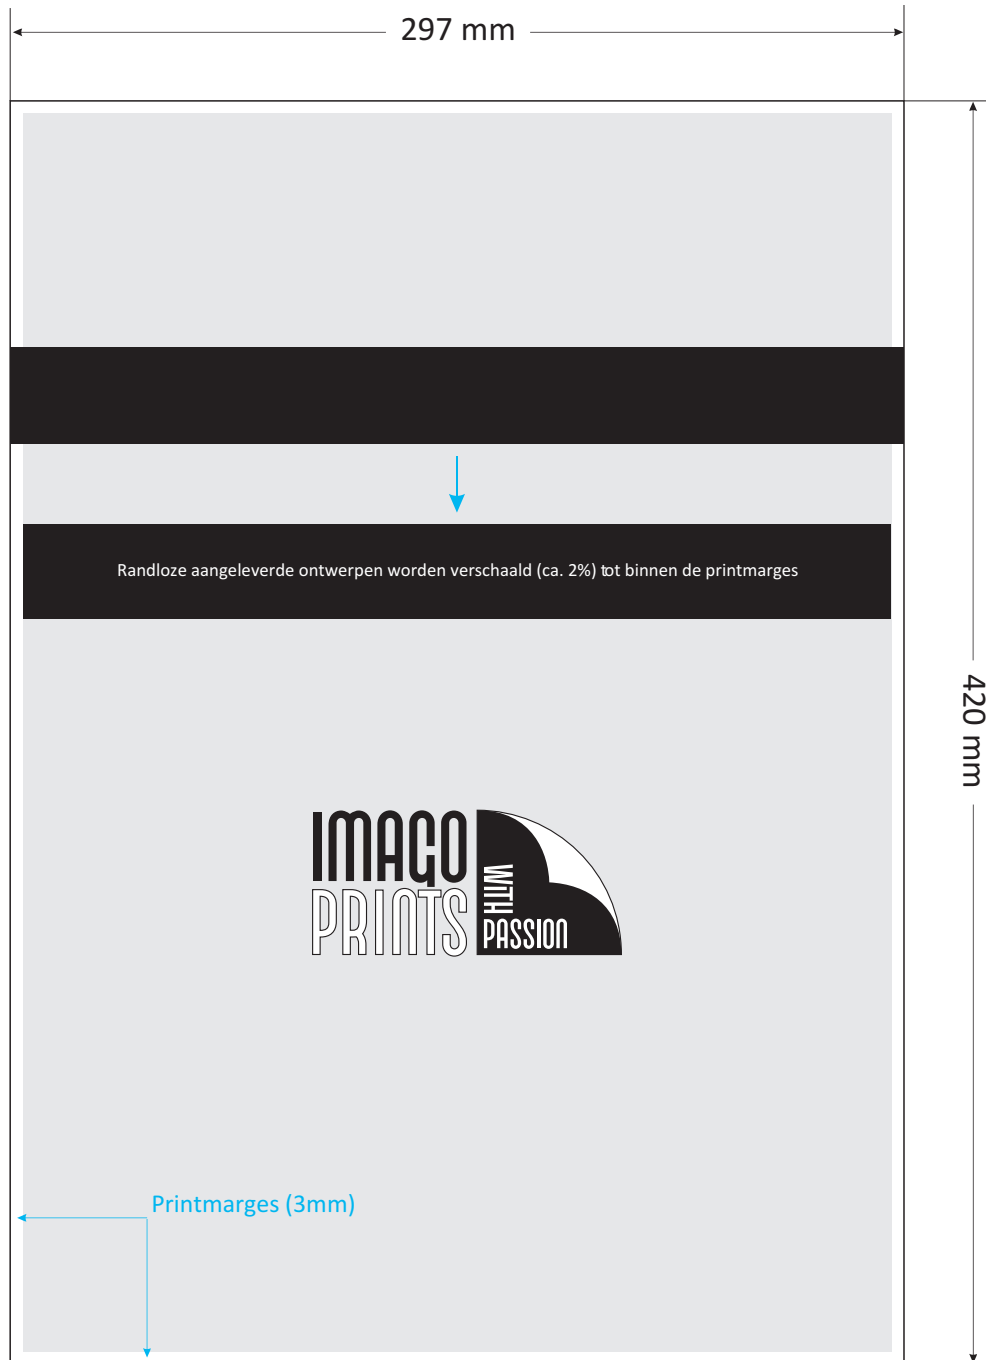 297 mm
Randloze aangeleverde ontwerpen worden verschaald (ca. 2%) tot binnen de printmarges
420 mm
IMAGO
PRINTS
WITH
PASSION
Printmarges (3mm)